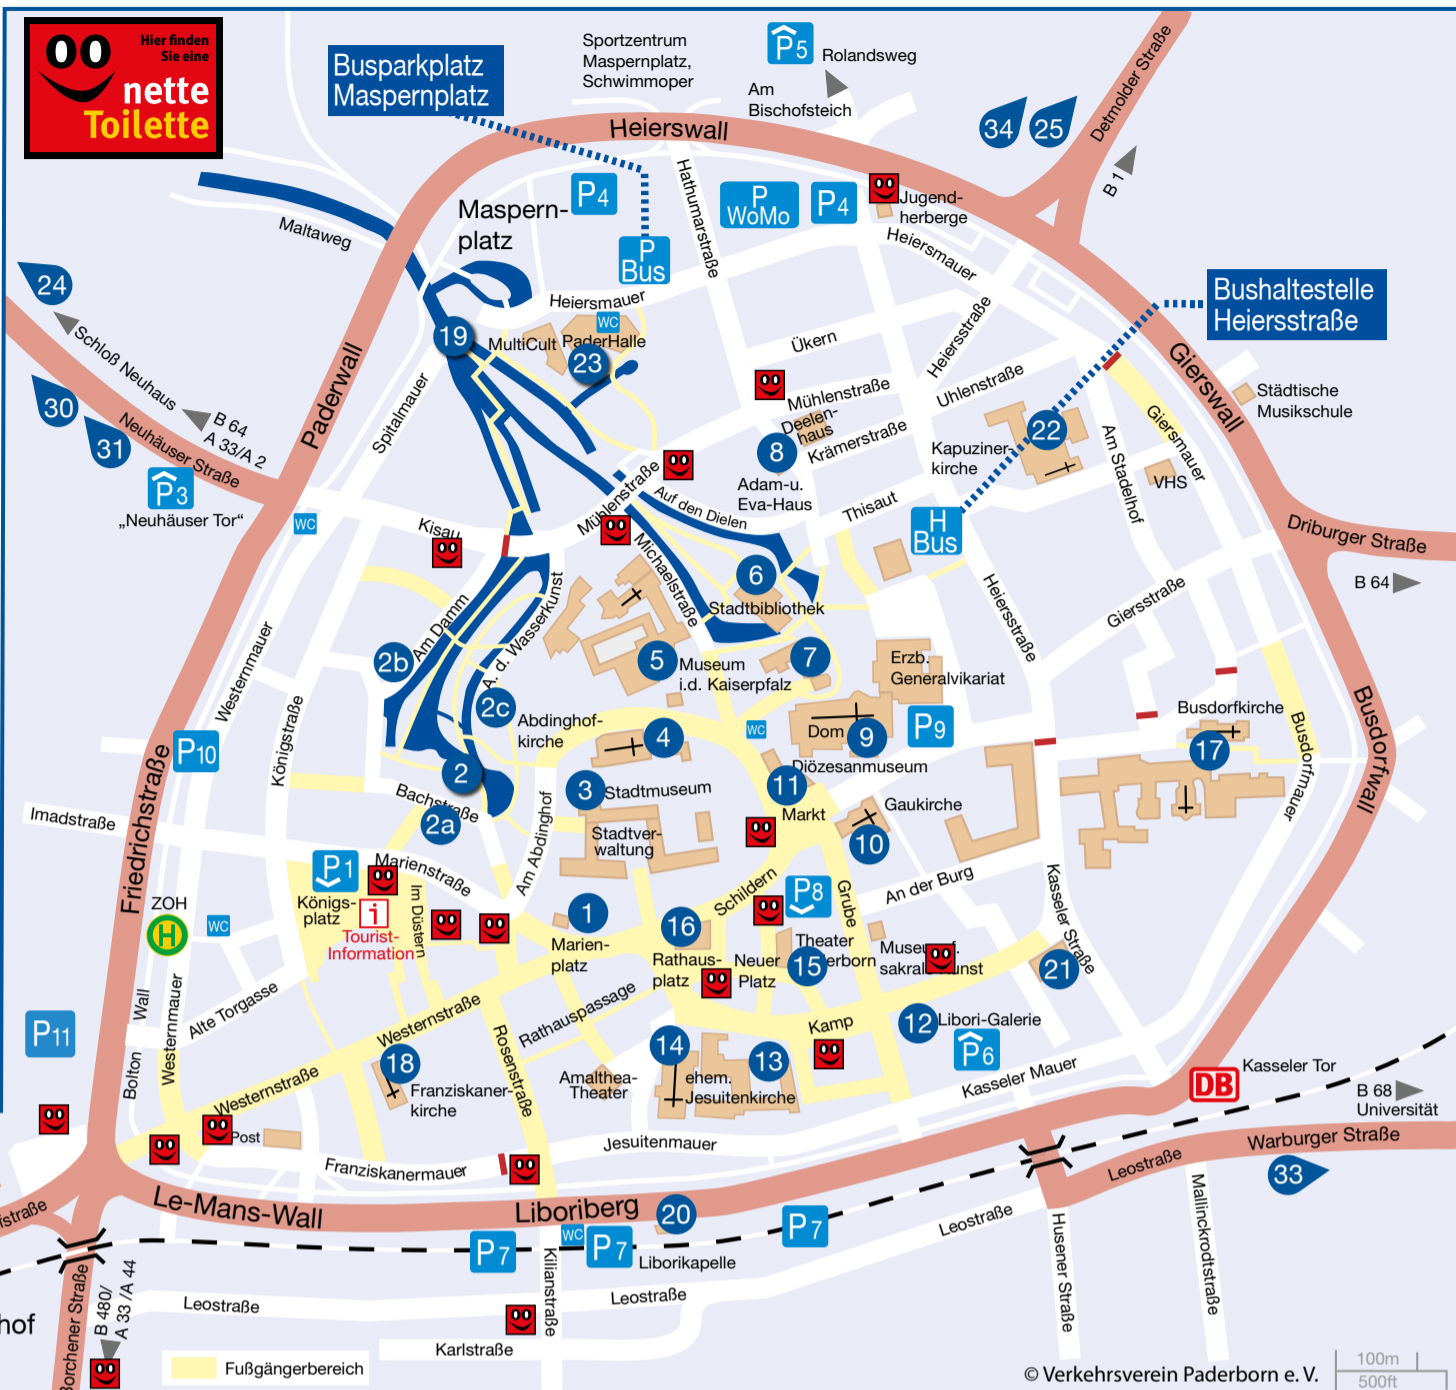 Hier finden
Sie eine
nette
Toilette
Busparkplatz
Maspernplatz
Sportzentrum
Maspernplatz,
Schwimmoper
P5
Rolandsweg
Am
Bischofsteich
Heierswall
34
25
Detmolder Straße
B 1
Maltaweg
Maspern-
platz
P4
P
Bus
Hathumarstraße
P
WoMo
P4
Jugend-
herberge
Heiersmauer
Bushaltestelle
Heiersstraße
24
Schloß Neuhaus
B 64
A 33/A 2
30
31
Neuhäuser Straße
P3
„Neuhäuser Tor“
Paderwall
Spitalmauer
19
Heiersmauer
WC
MultiCult
PaderHalle
23
Ükern
Heiersstraße
Mühlenstraße
Uhlenstraße
Deelen-
haus
Krämerstraße
8
Adam-u.
Eva-Haus
Thisaut
Kapuziner-
kirche
22
Giersmauer
Gierswall
Städtische
Musikschule
Am Stadelhof
VHS
H
Bus
Driburger Straße
B 64
WC
Kisau
Mühlenstraße
Auf den Dielen
Michaelstraße
6
Stadtbibliothek
Heiersstraße
Giersstraße
Am Damm
A. d. Wasserkunst
2b
2c
5
Museum
i.d. Kaiserpfalz
7
Erzb.
Generalvikariat
Westernmauer
Königstraße
Abdinghof-
kirche
4
WC
Dom
9
P9
Diözesanmuseum
Busdorfkirche
17
Busdorfmauer
Busdorfwall
P10
Friedrichstraße
2
Bachstraße
2a
3
Stadtmuseum
11
Markt
Gaukirche
10
Imadstraße
Stadtver-
waltung
Am Abdinghof
P1
Marienstraße
Königs-
platz
i
Tourist-
Information
Im Düstern
Schildern
P8
Grube
An der Burg
Kasseler Straße
ZOH
H
WC
1
Marien-
platz
16
Rathaus-
platz
Neuer
Platz
Theater
15
sakral
21
Wall
Bolton
Westernmauer
Alte Torgasse
P11
Westernstraße
Rosenstraße
Rathauspassage
Kamp
12
Libori-Galerie
P6
Westernstraße
18
Franziskaner-
kirche
Amalthea-
Theater
14
13
ehem.
Jesuitenkirche
Kasseler Mauer
DB
Kasseler Tor
B 68
Universität
Post
Franziskanermauer
Jesuitenmauer
Leostraße
Warburger Straße
33
Le-Mans-Wall
Liboriberg
20
P7
WC
P7
Liborikapelle
P7
Leostraße
Husener Straße
Mallinckrodtstraße
Borchener Straße
B 480/
A 33 /A 44
Leostraße
Kilianstraße
Leostraße
Karlstraße
Fußgängerbereich
© Verkehrsverein Paderborn e. V.
100m
500ft